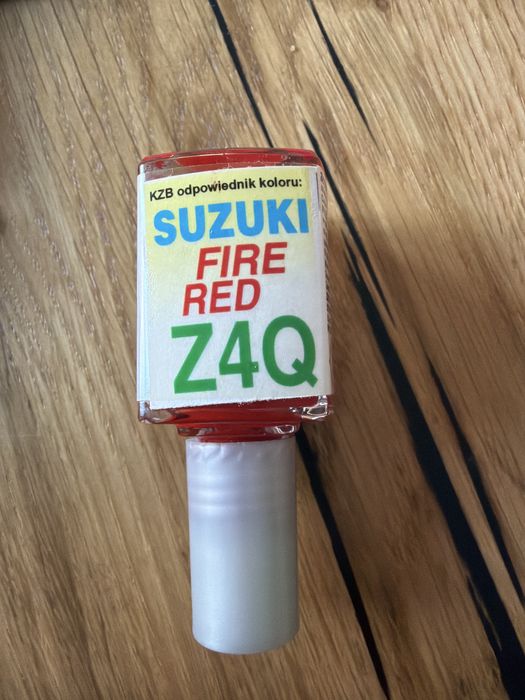 KZB odpowiednik koloru:
SUZUKI
FIRE
RED
Z4Q